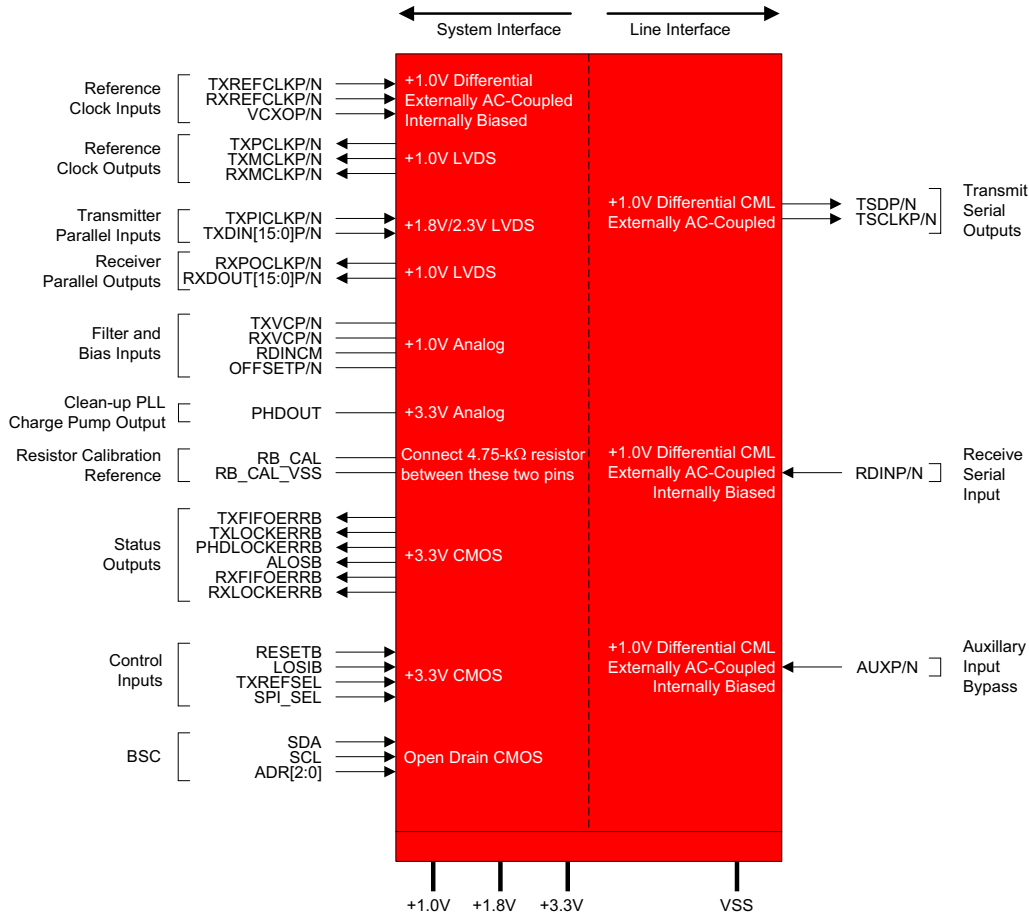 System Interface
Line Interface
Reference
Clock Inputs
TXREFCLKP/N
RXREFCLKP/N
VCXOP/N
+1.0V Differential
Externally AC-Coupled
Internally Biased
Reference
Clock Outputs
TXPCLKP/N
TXMCLKP/N
RXMCLKP/N
+1.0V LVDS
Transmitter
Parallel Inputs
TXPICLKP/N
TXDIN[15:0]P/N
+1.8V/2.3V LVDS
+1.0V Differential CML
Externally AC-Coupled
TSDP/N
TSCLKP/N
Transmit
Serial
Outputs
Receiver
Parallel Outputs
RXPOCLKP/N
RXDOUT[15:0]P/N
+1.0V LVDS
Filter and
Bias Inputs
TXVCP/N
RXVCP/N
RDINCM
OFFSETP/N
+1.0V Analog
Clean-up PLL
Charge Pump Output
PHDOUT
+3.3V Analog
Resistor Calibration
Reference
RB_CAL
RB_CAL_VSS
Connect 4.75-kΩ resistor
between these two pins
+1.0V Differential CML
Externally AC-Coupled
Internally Biased
RDINP/N
Receive
Serial
Input
Status
Outputs
TXFIFOERRB
TXLOCKERRB
PHDLOCKERRB
ALOSB
RXFIFOERRB
RXLOCKERRB
+3.3V CMOS
Control
Inputs
RESETB
LOSIB
TXREFSEL
SPI_SEL
+3.3V CMOS
+1.0V Differential CML
Externally AC-Coupled
Internally Biased
AUXP/N
Auxillary
Input
Bypass
BSC
SDA
SCL
ADR[2:0]
Open Drain CMOS
+1.0V
+1.8V
+3.3V
VSS